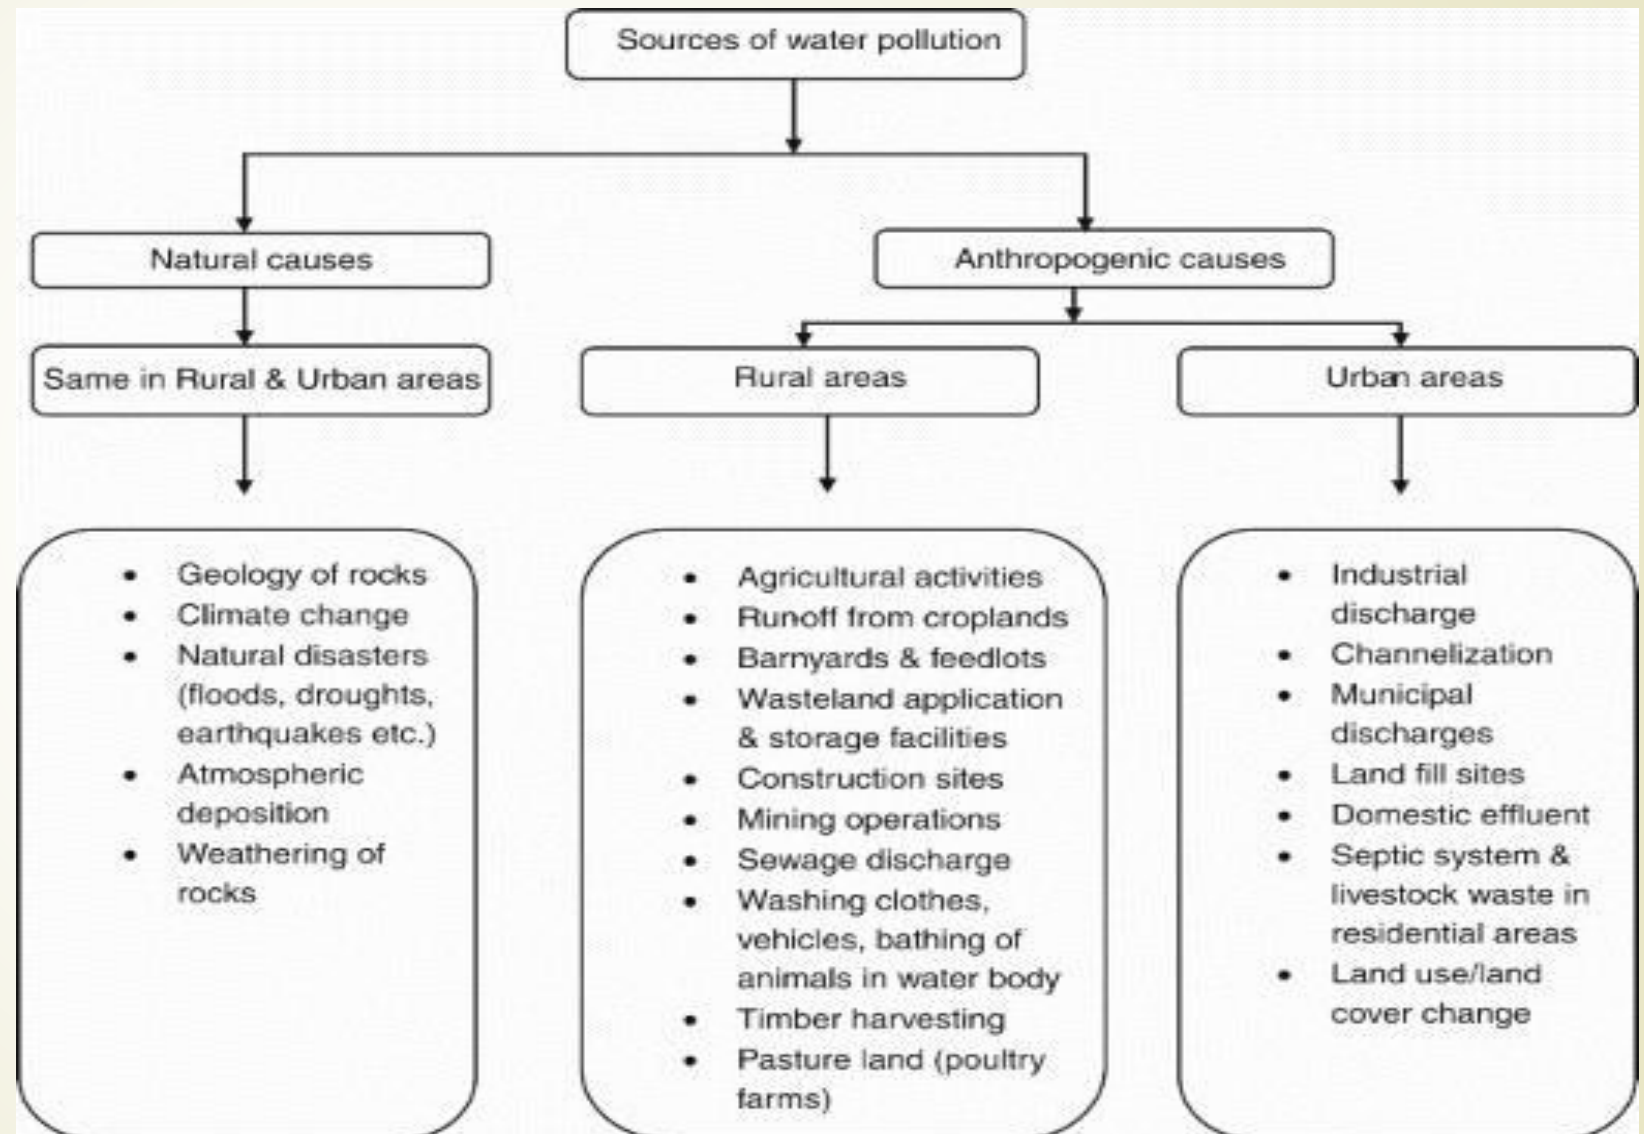 Sources of water pollution
Natural causes
Anthropogenic causes
Same in Rural & Urban areas
Rural areas
Urban areas
• Geology of rocks
• Climate change
• Natural disasters
(floods, droughts,
earthquakes etc.)
• Atmospheric
deposition
• Weathering of
rocks
• Agricultural activities
• Runoff from croplands
• Barnyards & feedlots
• Wasteland application
& storage facilities
• Construction sites
• Mining operations
• Sewage discharge
• Washing clothes,
vehicles, bathing of
animals in water body
• Timber harvesting
• Pasture land (poultry
farms)
• Industrial
discharge
• Channelization
• Municipal
discharges
• Land fill sites
• Domestic effluent
• Septic system &
livestock waste in
residential areas
• Land use/land
cover change